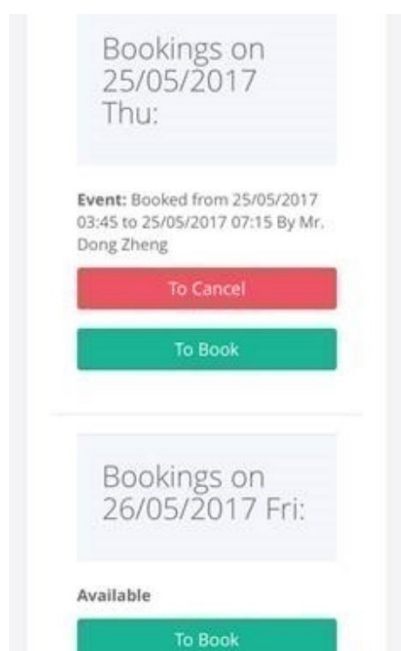 Bookings on
25/05/2017
Thu:
Event: Booked from 25/05/2017
03:45 to 25/05/2017 07:15 By Mr.
Dong Zheng
To Cancel
To Book
Bookings on
26/05/2017 Fri:
Available
To Book